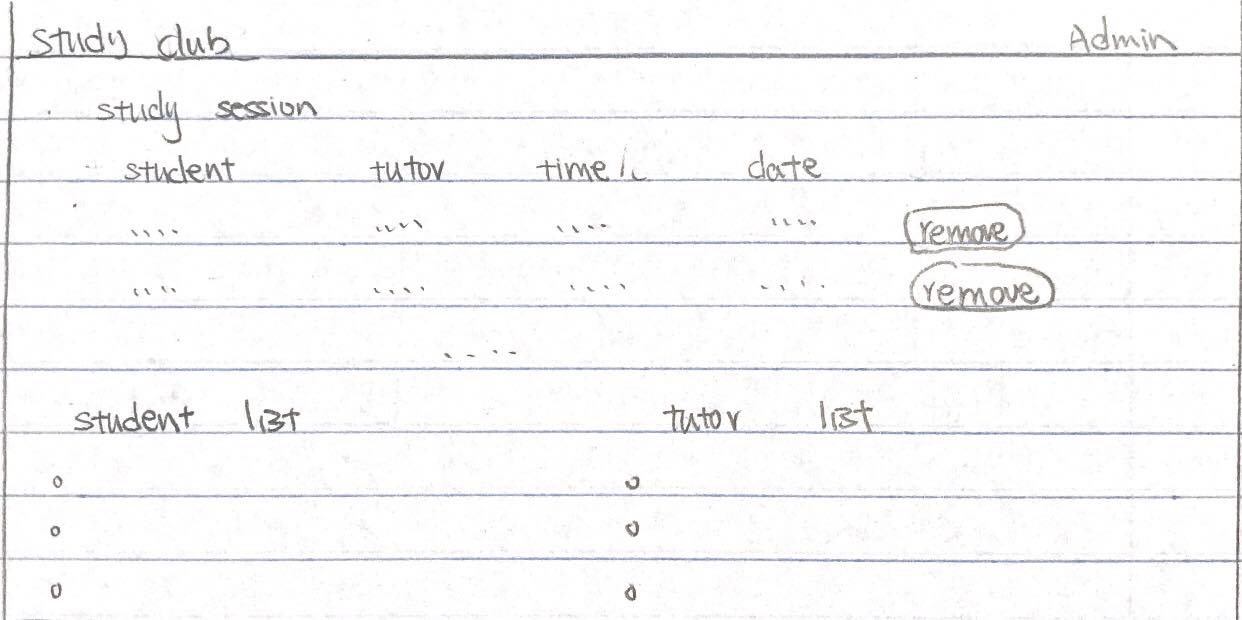 study club Admin
study session
student tutor time date
.... .... .... .... remove
.... .... .... .... remove
....
student list tutor list